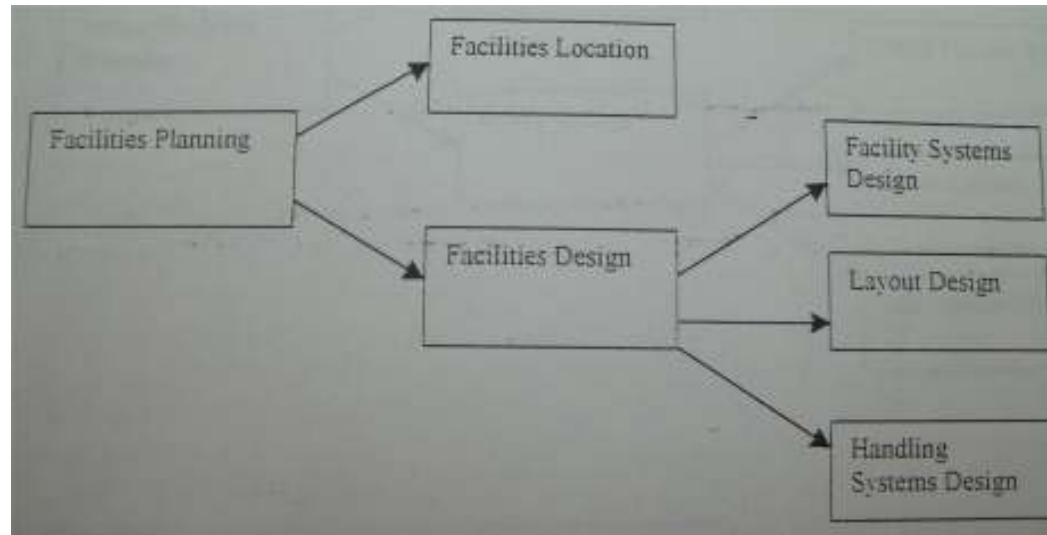 Facilities Location
Facilities Planning
Facility Systems
Design
Facilities Design
Layout Design
Handling
Systems Design